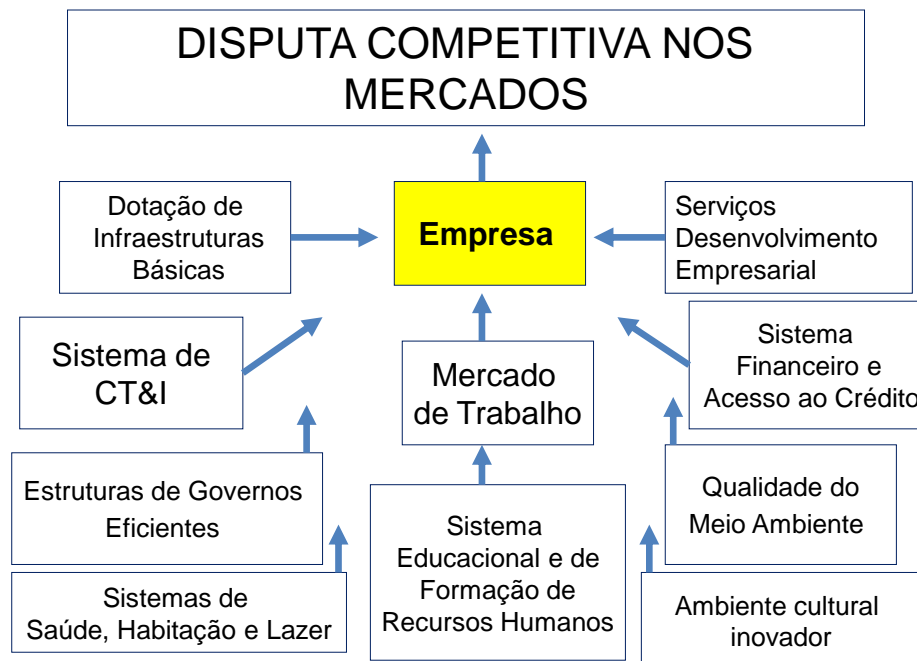 DISPUTA COMPETITIVA NOS
MERCADOS
Dotação de
Infraestruturas
Básicas
Empresa
Serviços
Desenvolvimento
Empresarial
Sistema de
CT&I
Mercado
de Trabalho
Sistema
Financeiro e
Acesso ao Crédito
Estruturas de Governos
Eficientes
Sistema
Educacional e de
Formação de
Recursos Humanos
Qualidade do
Meio Ambiente
Sistemas de
Saúde, Habitação e Lazer
Ambiente cultural
inovador